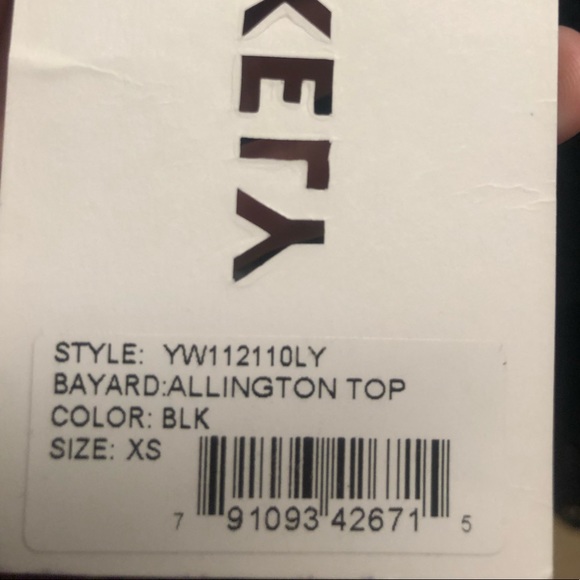 STYLE: YW112110LY
BAYARD:ALLINGTON TOP
COLOR: BLK
SIZE: XS
7 91093 42671 5